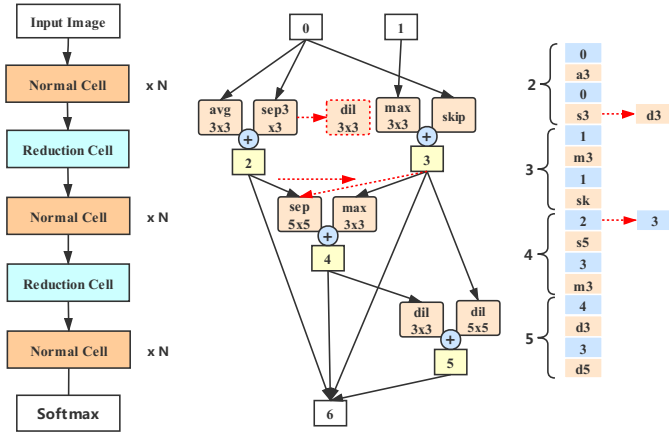 Input Image
Normal Cell
x N
Reduction Cell
Normal Cell
x N
Reduction Cell
Normal Cell
x N
Softmax
0
1
avg
3x3
sep3
x3
dil
3x3
max
3x3
skip
+
+
2
3
sep
5x5
max
3x3
+
4
dil
3x3
dil
5x5
+
5
6
2
0
a3
0
s3
d3
3
1
m3
1
sk
4
2
3
s5
3
m3
5
4
d3
3
d5